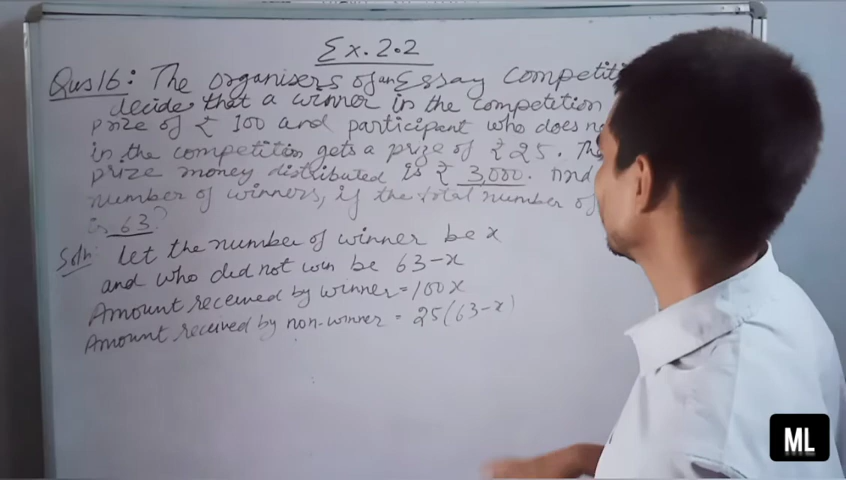 Ex. 2.2
Qus 16: The organisers of an Essay competiti
decide that a winner in the competition
prize of ₹ 100 and participant who does n
in the competition gets a prize of ₹ 25. Th
prize money distributed is ₹ 3,000. find
number of winners, if the total number of
is 63?
Soln: let the number of winner be x
and who did not win be 63-x
Amount received by winner = 100x
Amount received by non-winner = 25(63-x)
ML